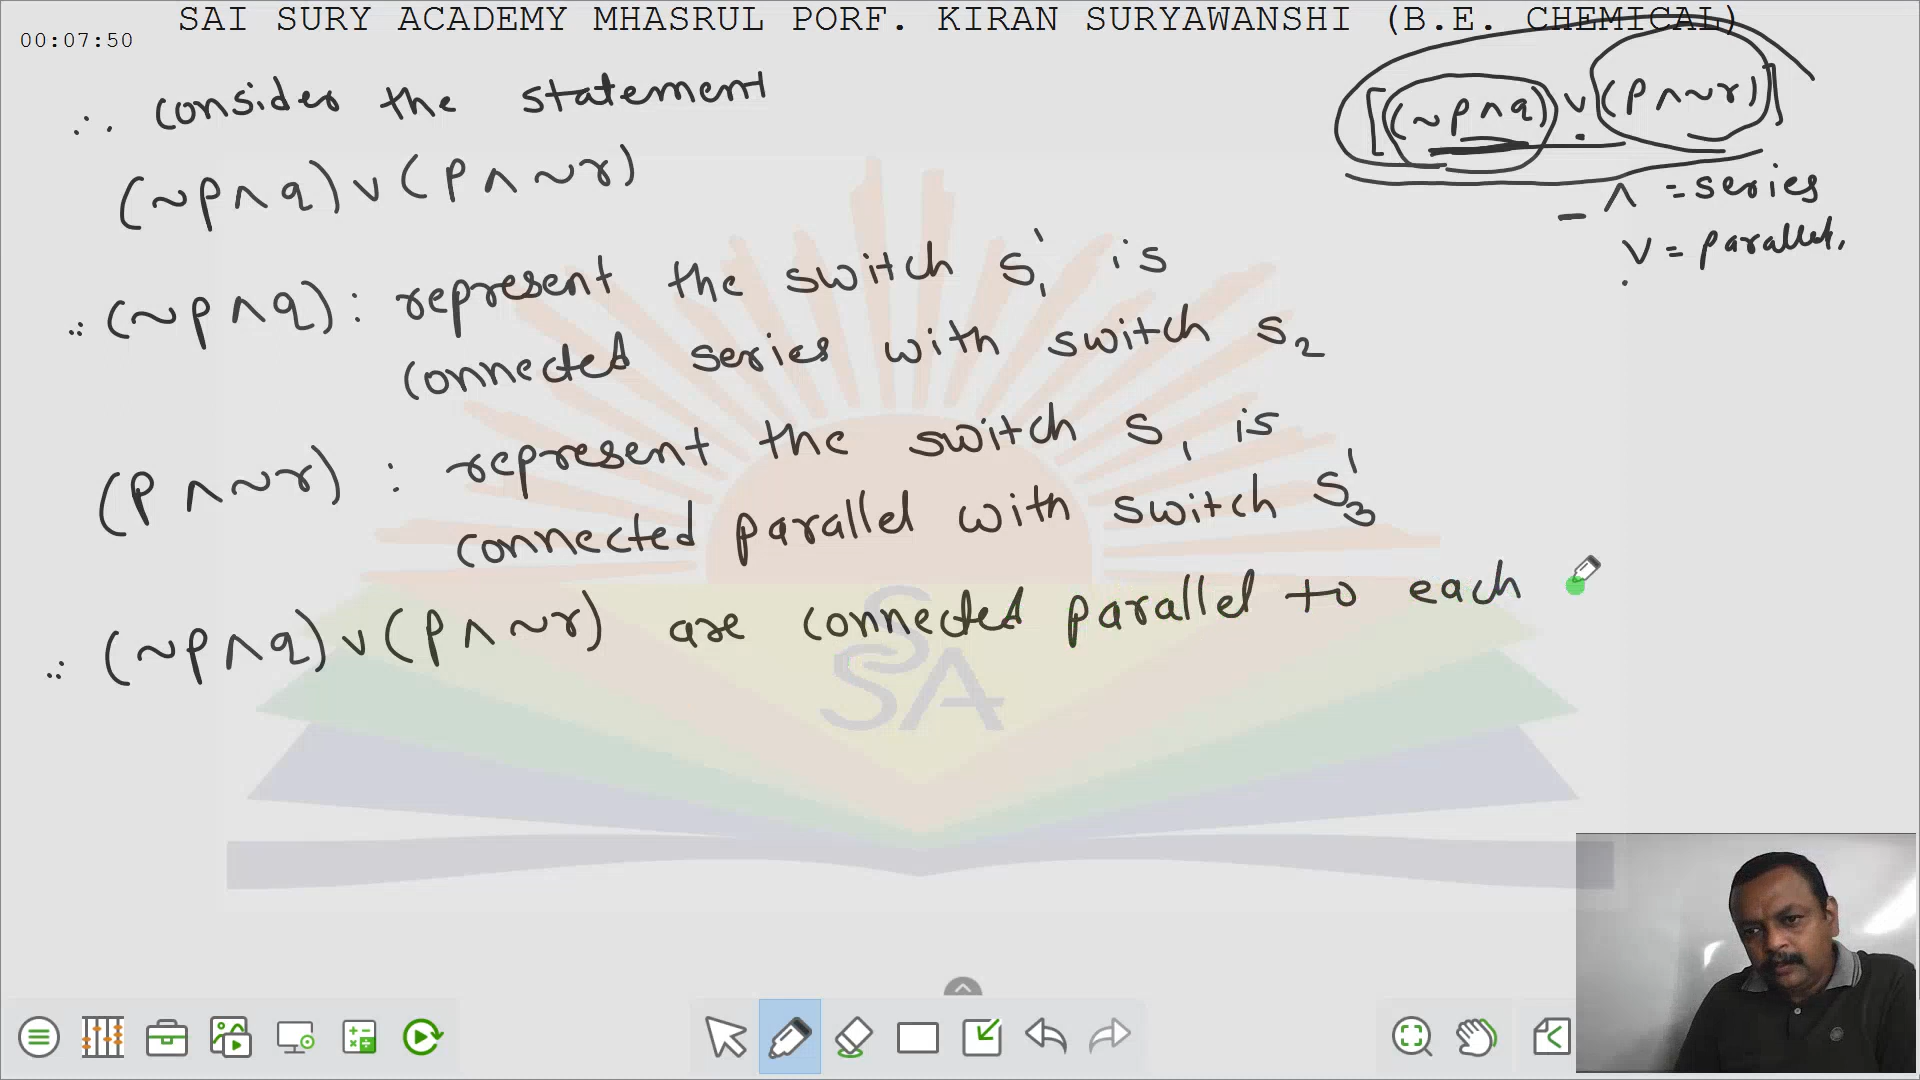 SAI SURY ACADEMY MHASRUL PORF. KIRAN SURYAWANSHI (B.E. CHEMICAL)
00:07:50
∴ consider the statement
(~p∧q)∨(p∧~r)
[(~p∧q)∨(p∧~r)]
∧ = series
∨ = parallel.
∴ (~p∧q): represent the switch S₁' is
connected series with switch S₂
(p∧~r): represent the switch S₁ is
connected parallel with switch S₃'
∴ (~p∧q)∨(p∧~r) are connected parallel to each
SSA